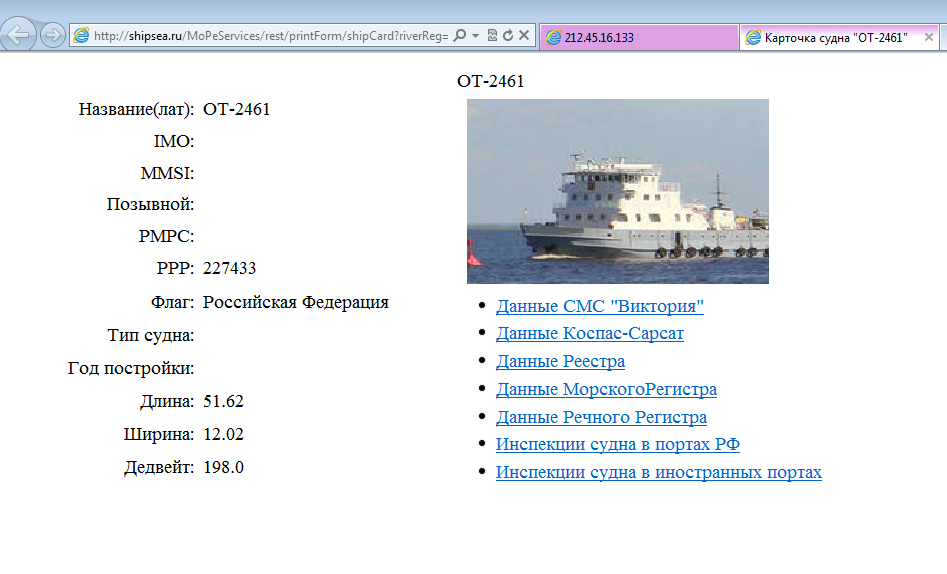 http://shipsea.ru/MoPeServices/rest/printForm/shipCard?riverReg=
212.45.16.133
Карточка судна "ОТ-2461"
ОТ-2461
Название(лат): ОТ-2461
IMO:
MMSI:
Позывной:
РМРС:
РРР: 227433
Флаг: Российская Федерация
Тип судна:
Год постройки:
Длина: 51.62
Ширина: 12.02
Дедвейт: 198.0
Данные СМС "Виктория"
Данные Коспас-Сарсат
Данные Реестра
Данные МорскогоРегистра
Данные Речного Регистра
Инспекции судна в портах РФ
Инспекции судна в иностранных портах